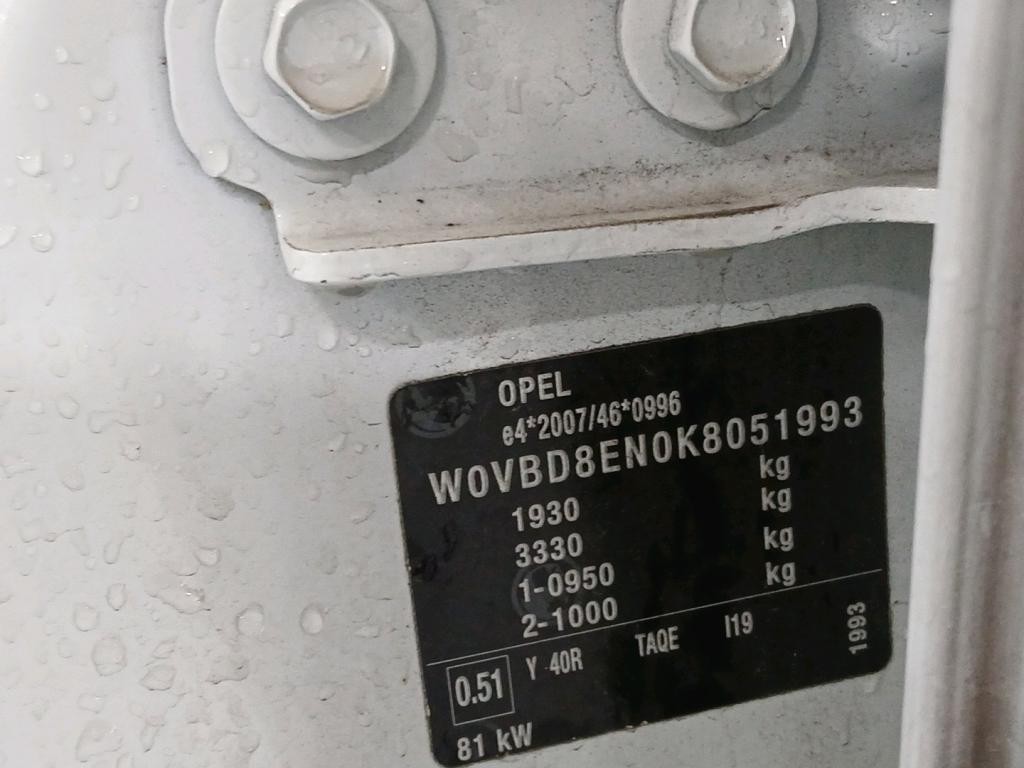 OPEL
e4*2007/46*0996
W0VBD8EN0K8051993
1930 kg
3330 kg
1-0950 kg
2-1000 kg
0.51 Y 40R TAQE I19 1993
81 kW